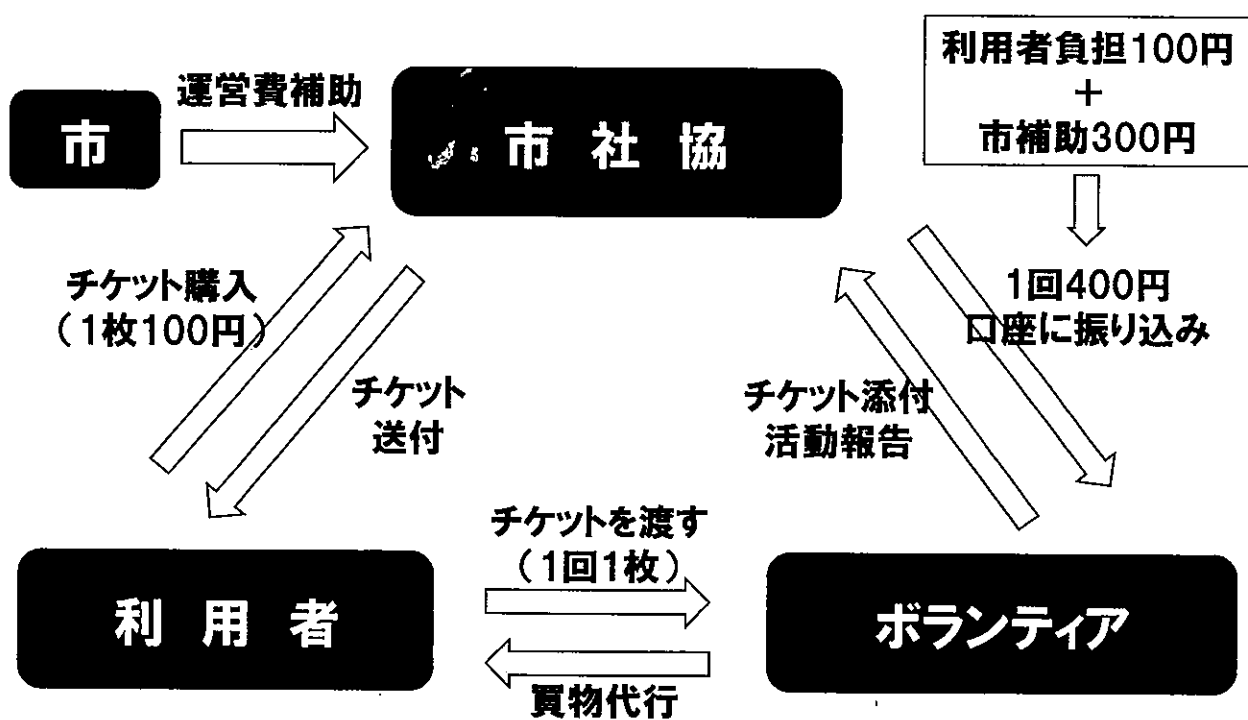 利用者負担100円
+
市補助300円
運営費補助
市
市社協
チケット購入
(1枚100円)
1回400円
口座に振り込み
チケット
送付
チケット添付
活動報告
チケットを渡す
(1回1枚)
利用者
ボランティア
買物代行